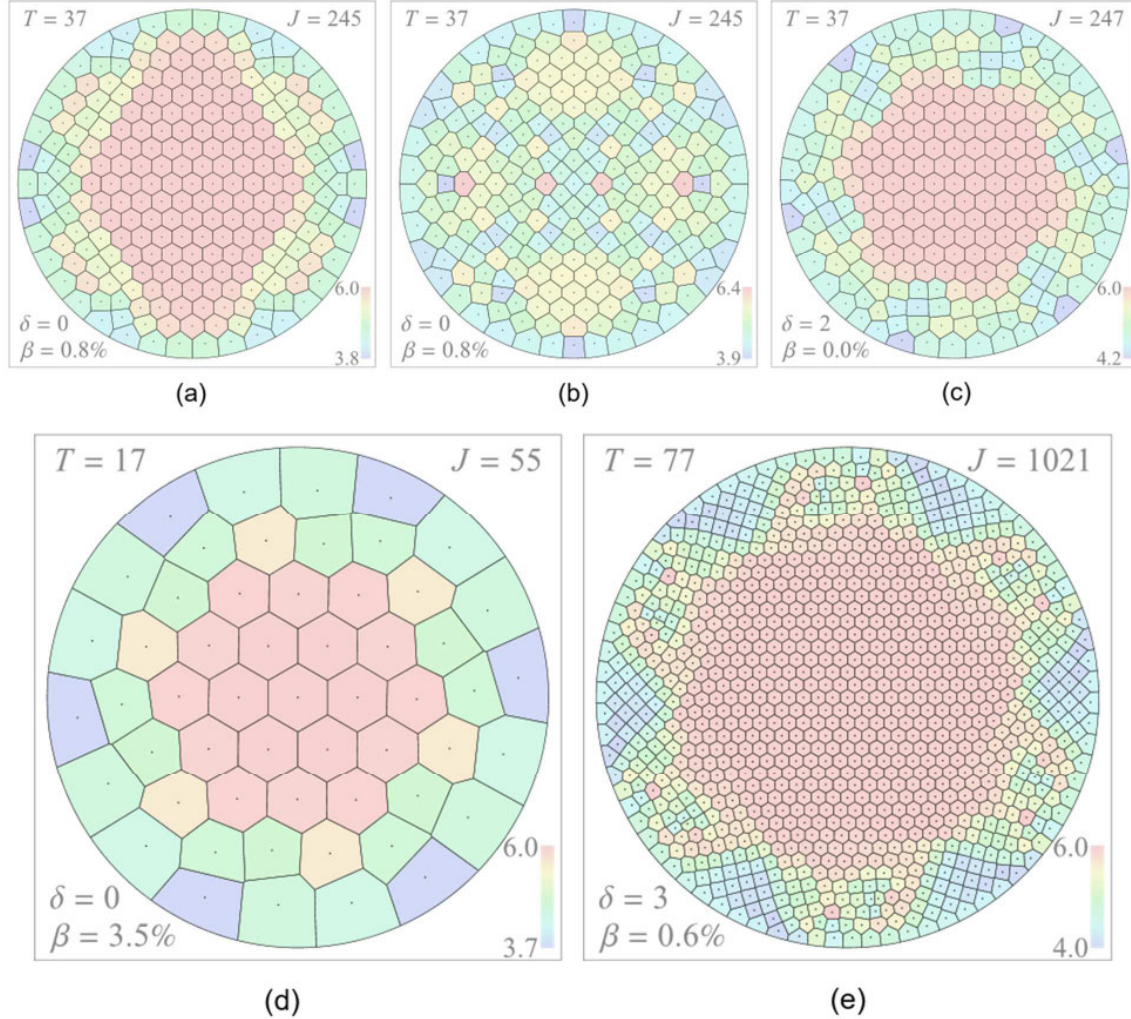 T = 37 J = 245
6.0
δ = 0
β = 0.8% 3.8
(a)
T = 37 J = 245
6.4
δ = 0
β = 0.8% 3.9
(b)
T = 37 J = 247
6.0
δ = 2
β = 0.0% 4.2
(c)
T = 17 J = 55
6.0
δ = 0
β = 3.5% 3.7
(d)
T = 77 J = 1021
6.0
δ = 3
β = 0.6% 4.0
(e)